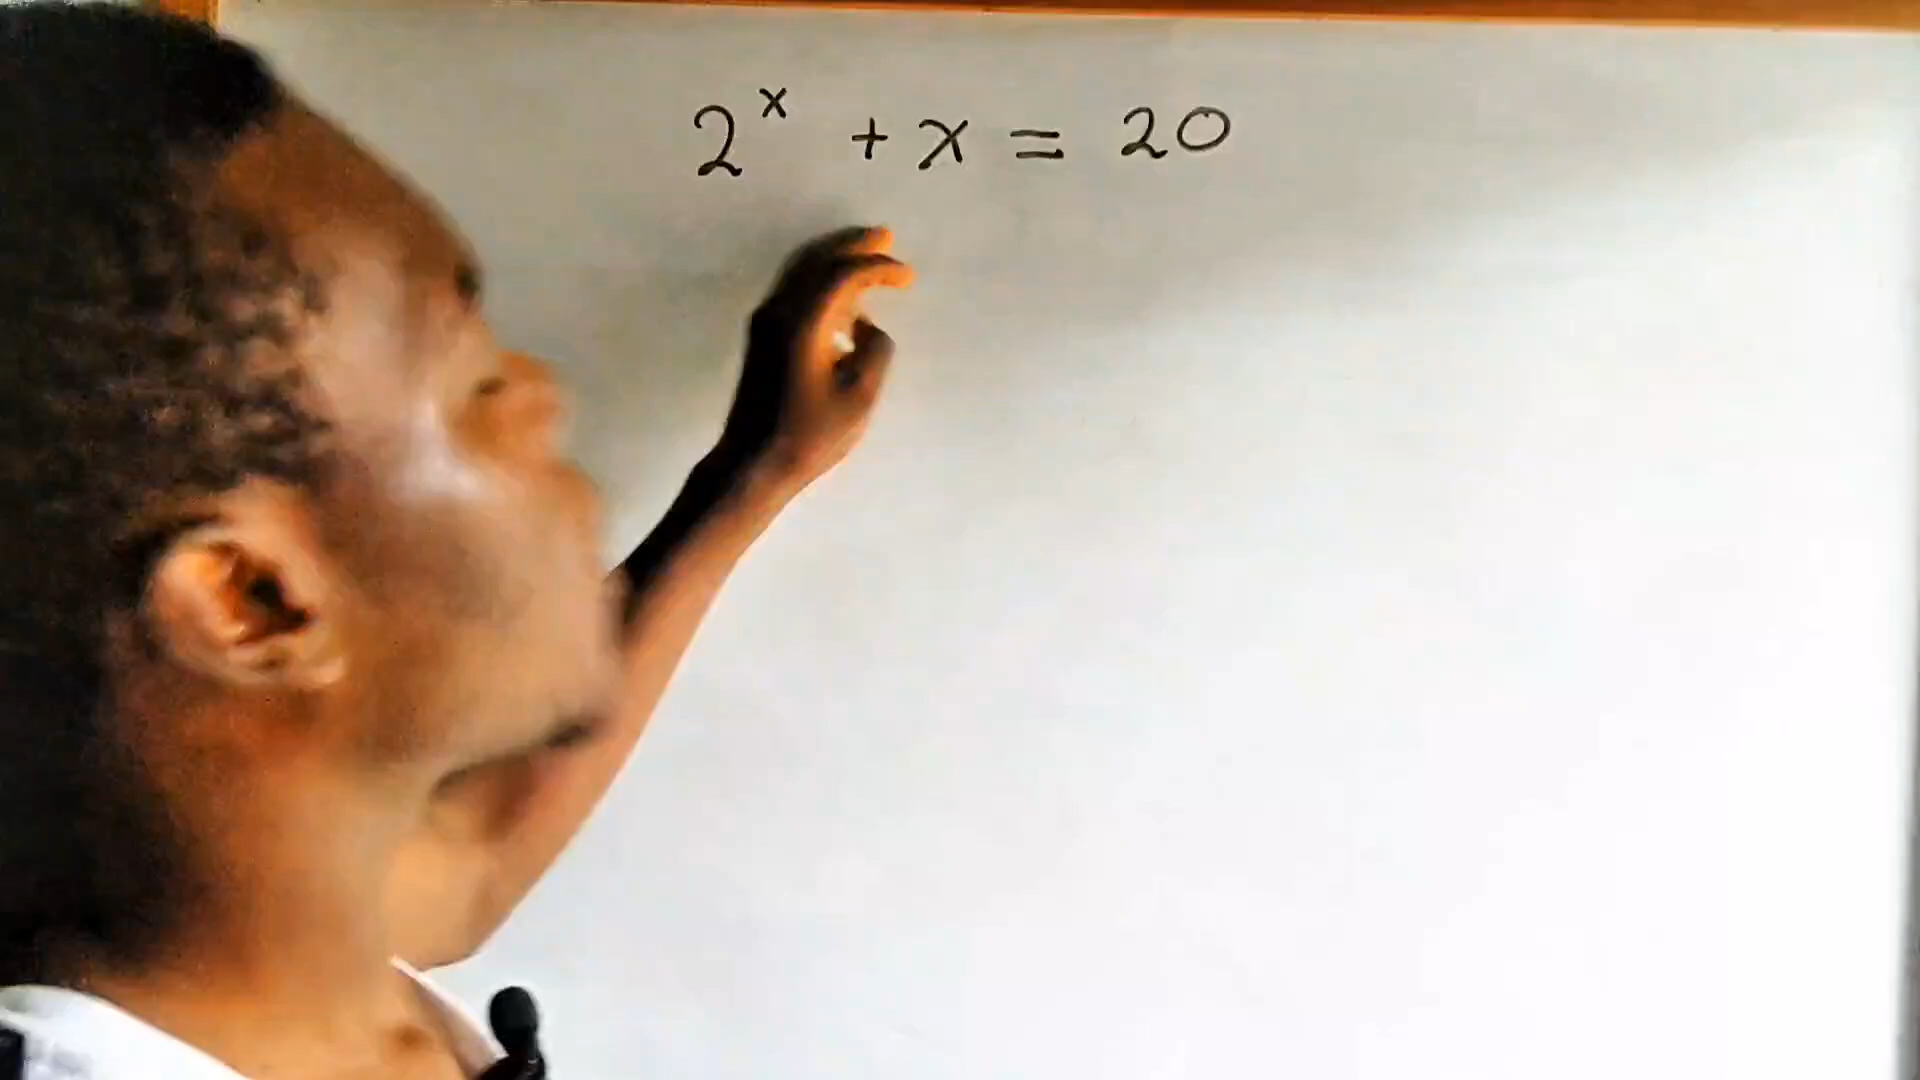 2ˣ + x = 20